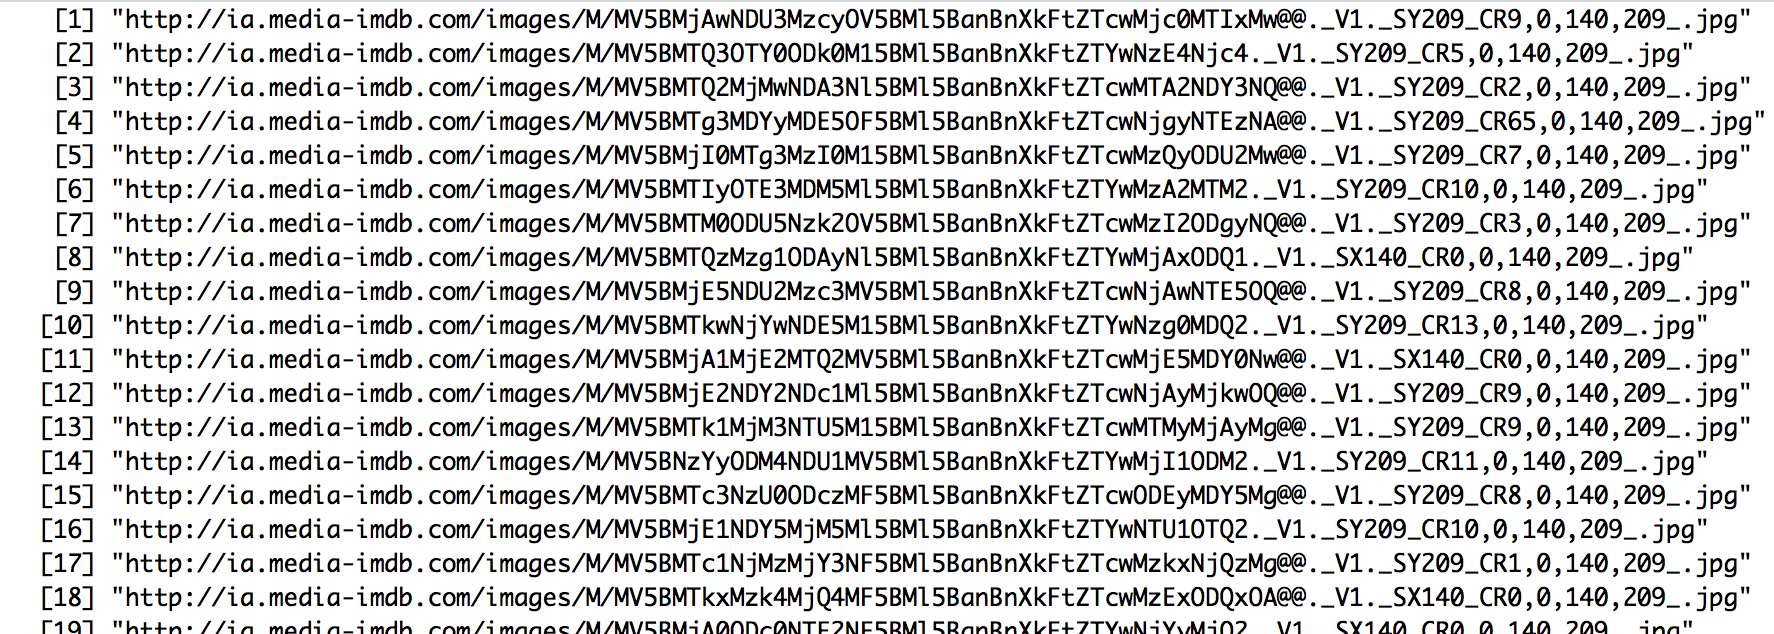 [1] "http://ia.media-imdb.com/images/M/MV5BMjAwNDU3MzcyOV5BMl5BanBnXkFtZTcwMjc0MTIxMw@@._V1._SY209_CR9,0,140,209_.jpg"
[2] "http://ia.media-imdb.com/images/M/MV5BMTQ3OTY0ODk0M15BMl5BanBnXkFtZTYwNzE4Njc4._V1._SY209_CR5,0,140,209_.jpg"
[3] "http://ia.media-imdb.com/images/M/MV5BMTQ2MjMwNDA3Nl5BMl5BanBnXkFtZTcwMTA2NDY3NQ@@._V1._SY209_CR2,0,140,209_.jpg"
[4] "http://ia.media-imdb.com/images/M/MV5BMTg3MDYyMDE5OF5BMl5BanBnXkFtZTcwNjgyNTEzNA@@._V1._SY209_CR65,0,140,209_.jpg"
[5] "http://ia.media-imdb.com/images/M/MV5BMjI0MTg3MzI0M15BMl5BanBnXkFtZTcwMzQyODU2Mw@@._V1._SY209_CR7,0,140,209_.jpg"
[6] "http://ia.media-imdb.com/images/M/MV5BMTIyOTE3MDM5Ml5BMl5BanBnXkFtZTYwMzA2MTM2._V1._SY209_CR10,0,140,209_.jpg"
[7] "http://ia.media-imdb.com/images/M/MV5BMTM0ODU5Nzk2OV5BMl5BanBnXkFtZTcwMzI2ODgyNQ@@._V1._SY209_CR3,0,140,209_.jpg"
[8] "http://ia.media-imdb.com/images/M/MV5BMTQzMzg1ODAyNl5BMl5BanBnXkFtZTYwMjAxODQ1._V1._SX140_CR0,0,140,209_.jpg"
[9] "http://ia.media-imdb.com/images/M/MV5BMjE5NDU2Mzc3MV5BMl5BanBnXkFtZTcwNjAwNTE5OQ@@._V1._SY209_CR8,0,140,209_.jpg"
[10] "http://ia.media-imdb.com/images/M/MV5BMTkwNjYwNDE5M15BMl5BanBnXkFtZTYwNzg0MDQ2._V1._SY209_CR13,0,140,209_.jpg"
[11] "http://ia.media-imdb.com/images/M/MV5BMjA1MjE2MTQ2MV5BMl5BanBnXkFtZTcwMjE5MDY0Nw@@._V1._SX140_CR0,0,140,209_.jpg"
[12] "http://ia.media-imdb.com/images/M/MV5BMjE2NDY2NDc1Ml5BMl5BanBnXkFtZTcwNjAyMjkwOQ@@._V1._SY209_CR9,0,140,209_.jpg"
[13] "http://ia.media-imdb.com/images/M/MV5BMTk1MjM3NTU5M15BMl5BanBnXkFtZTcwMTMyMjAyMg@@._V1._SY209_CR9,0,140,209_.jpg"
[14] "http://ia.media-imdb.com/images/M/MV5BNzYyODM4NDU1MV5BMl5BanBnXkFtZTYwMjI1ODM2._V1._SY209_CR11,0,140,209_.jpg"
[15] "http://ia.media-imdb.com/images/M/MV5BMTc3NzU0ODczMF5BMl5BanBnXkFtZTcwODEyMDY5Mg@@._V1._SY209_CR8,0,140,209_.jpg"
[16] "http://ia.media-imdb.com/images/M/MV5BMjE1NDY5MjM5Ml5BMl5BanBnXkFtZTYwNTU1OTQ2._V1._SY209_CR10,0,140,209_.jpg"
[17] "http://ia.media-imdb.com/images/M/MV5BMTc1NjMzMjY3NF5BMl5BanBnXkFtZTcwMzkxNjQzMg@@._V1._SY209_CR1,0,140,209_.jpg"
[18] "http://ia.media-imdb.com/images/M/MV5BMTkxMzk4MjQ4MF5BMl5BanBnXkFtZTcwMzExODQxOA@@._V1._SX140_CR0,0,140,209_.jpg"